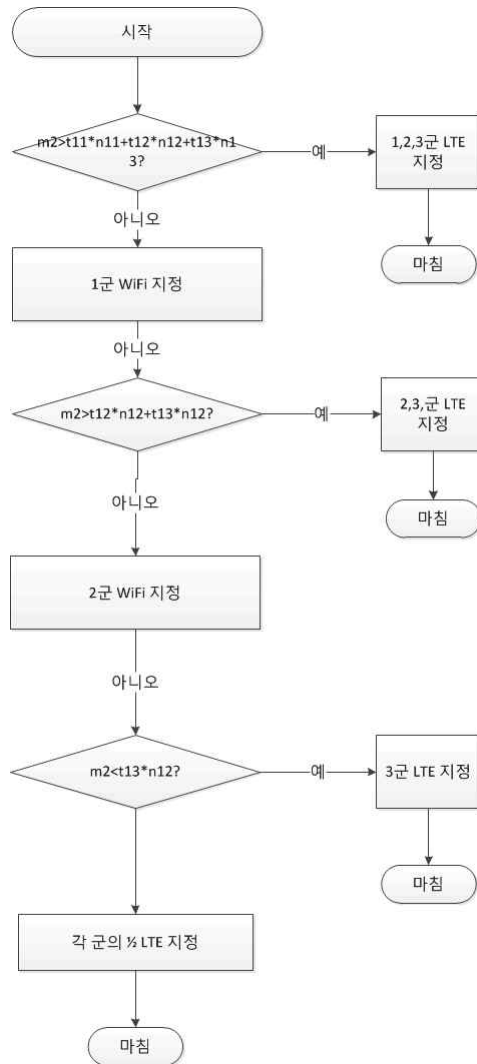 시작
m2>t11*n11+t12*n12+t13*n1
3?
예
1,2,3군 LTE
지정
마침
아니오
1군 WiFi 지정
아니오
m2>t12*n12+t13*n12?
예
2,3,군 LTE
지정
마침
아니오
2군 WiFi 지정
아니오
m2<t13*n12?
예
3군 LTE 지정
마침
각 군의 ½ LTE 지정
마침